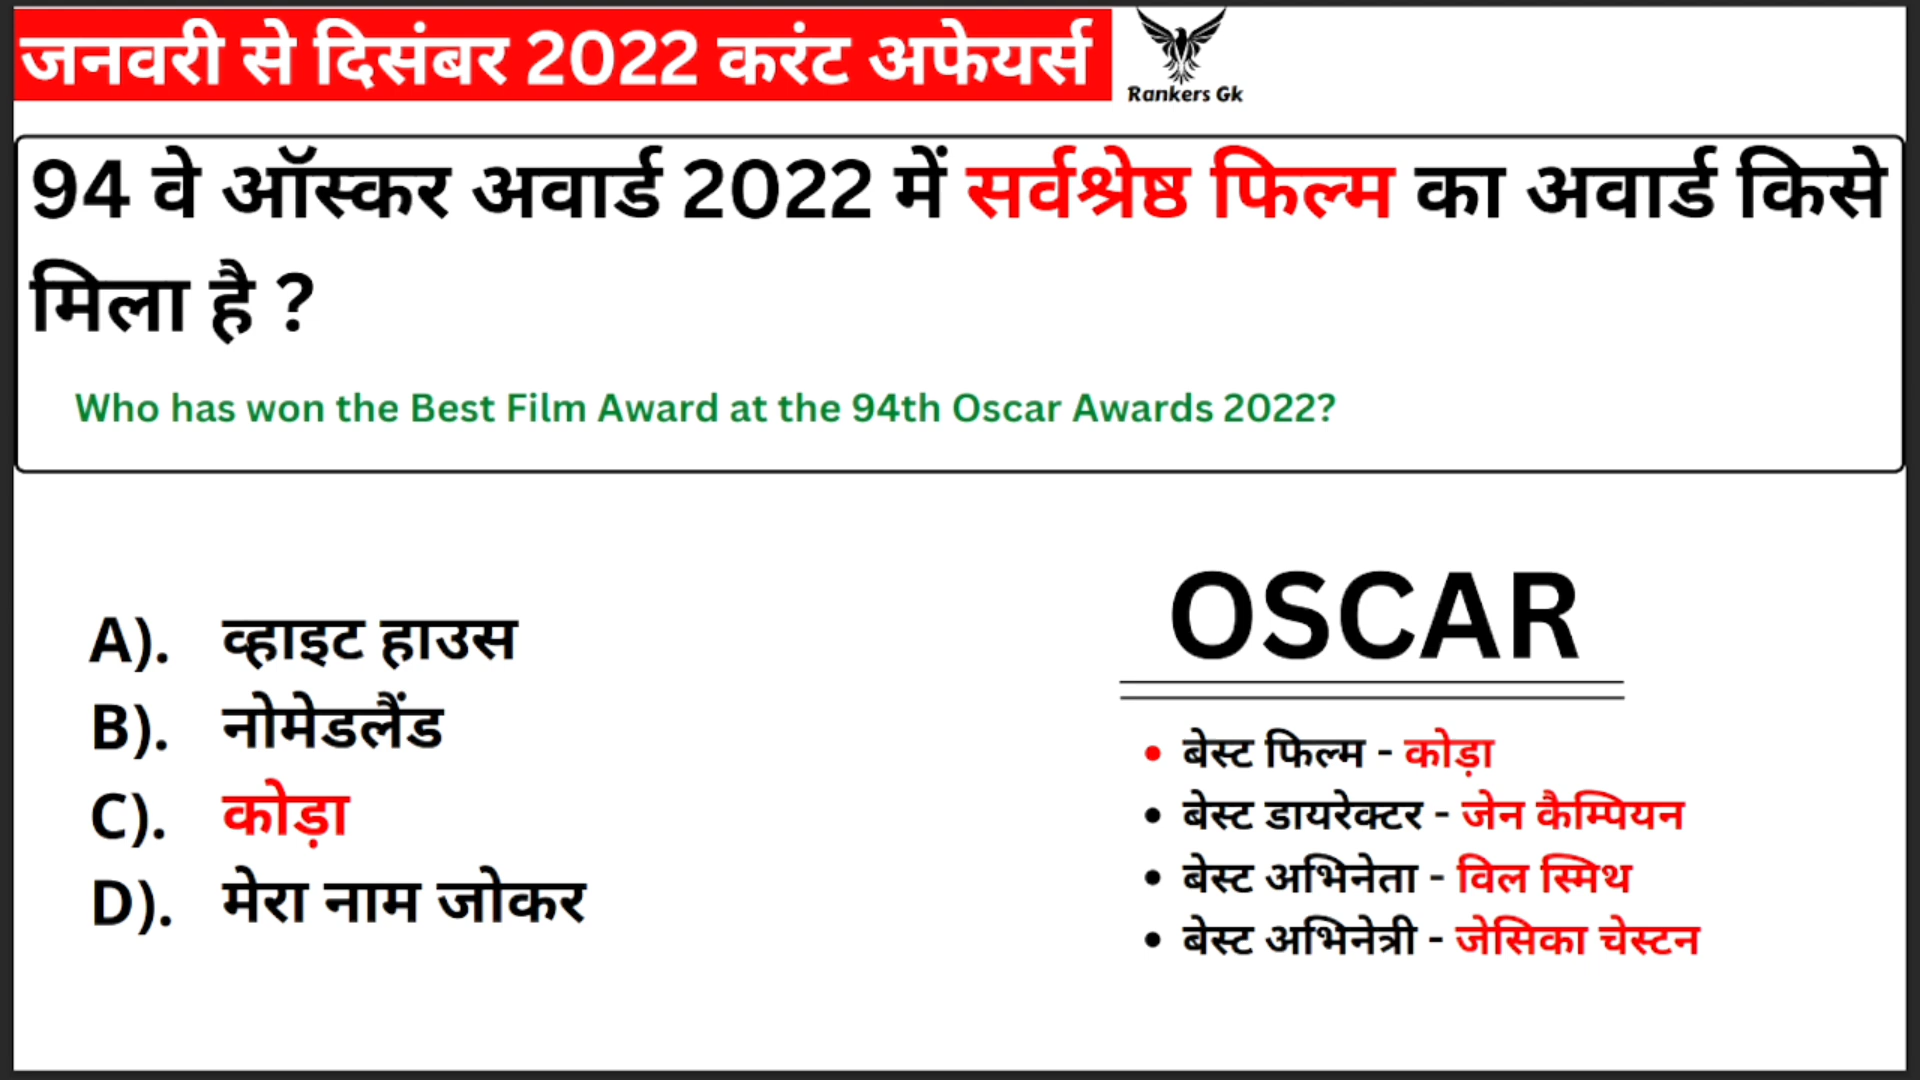 जनवरी से दिसंबर 2022 करंट अफेयर्स
Rankers Gk
94 वे ऑस्कर अवार्ड 2022 में सर्वश्रेष्ठ फिल्म का अवार्ड किसे
मिला है ?
Who has won the Best Film Award at the 94th Oscar Awards 2022?
A). व्हाइट हाउस
B). नोमेडलैंड
C). कोड़ा
D). मेरा नाम जोकर
OSCAR
• बेस्ट फिल्म - कोड़ा
• बेस्ट डायरेक्टर - जेन कैम्पियन
• बेस्ट अभिनेता - विल स्मिथ
• बेस्ट अभिनेत्री - जेसिका चेस्टन